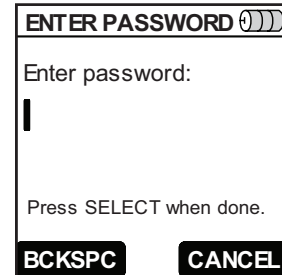 ENTER PASSWORD
Enter password:
Press SELECT when done.
BCKSPC CANCEL